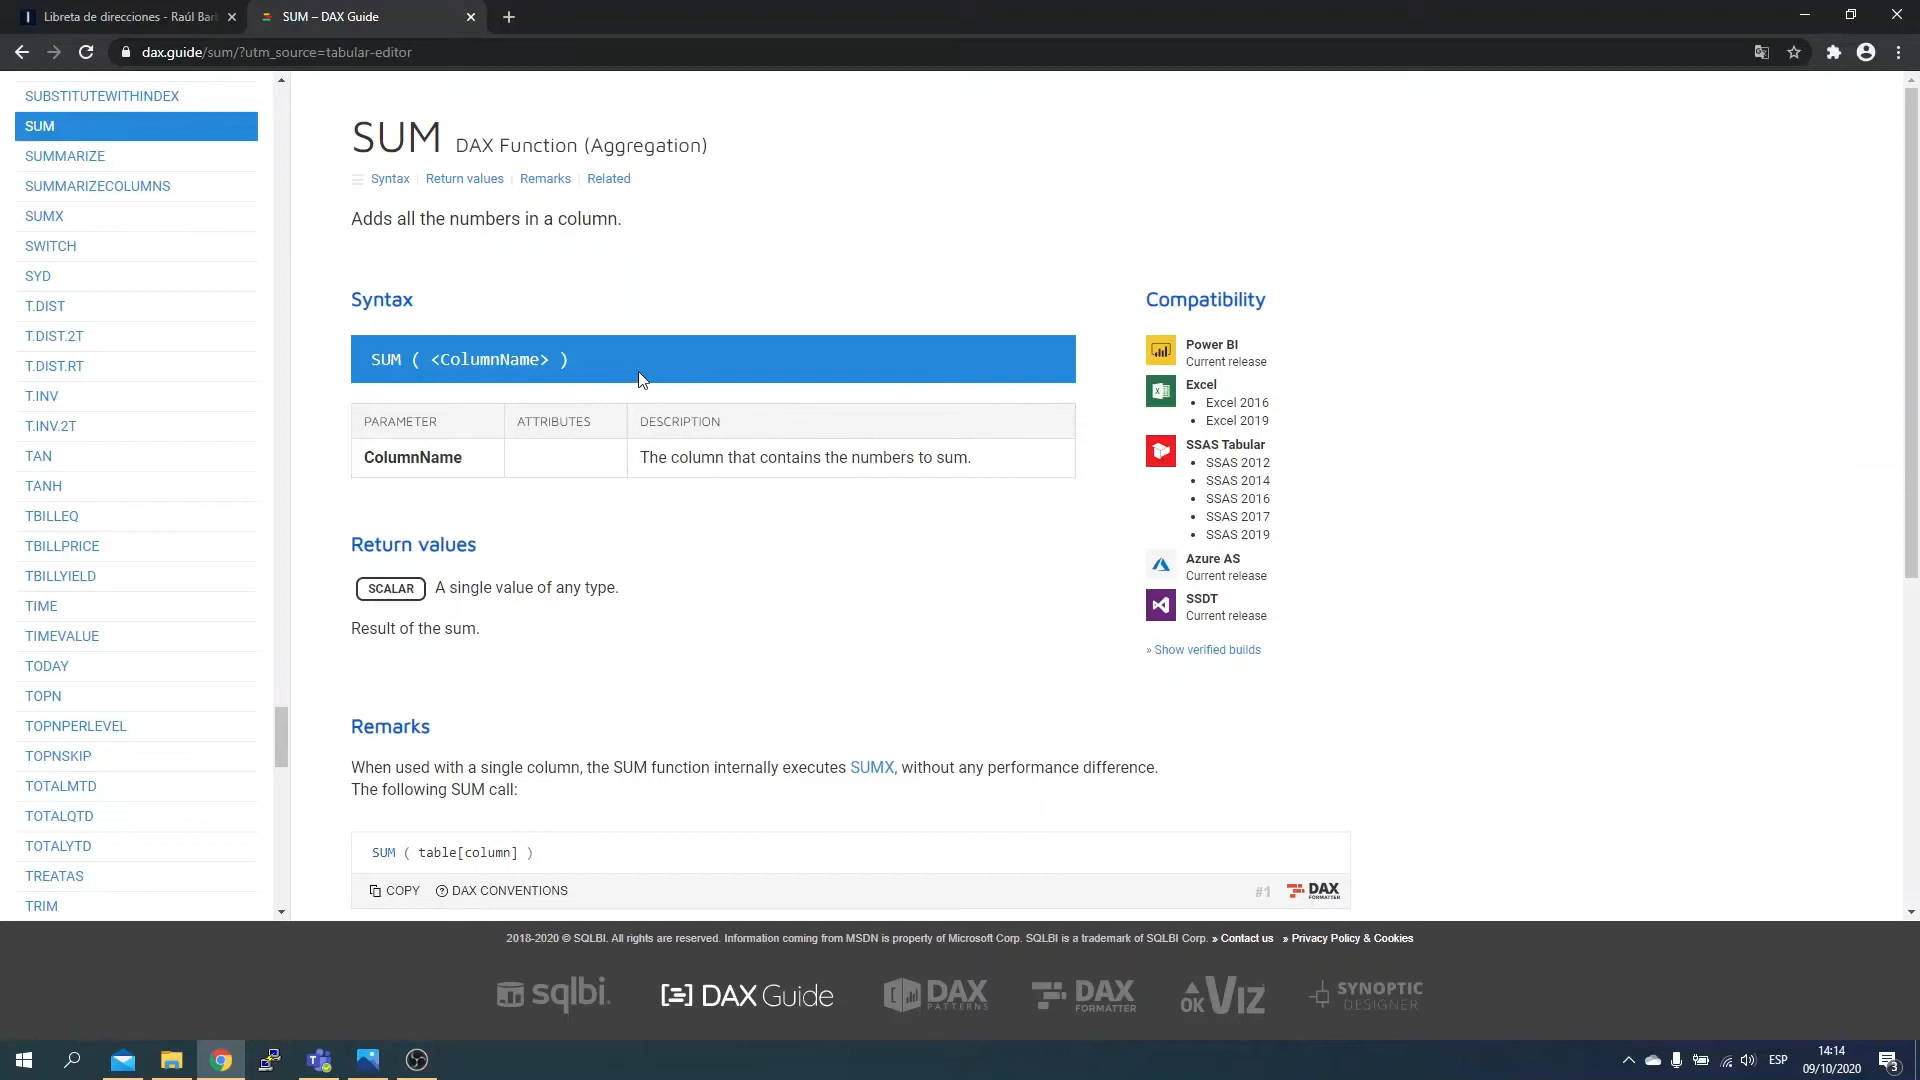 Libreta de direcciones - Raúl Bar
SUM – DAX Guide
dax.guide/sum/?utm_source=tabular-editor
SUBSTITUTEWITHINDEX
SUM
SUMMARIZE
SUMMARIZECOLUMNS
SUMX
SWITCH
SYD
T.DIST
T.DIST.2T
T.DIST.RT
T.INV
T.INV.2T
TAN
TANH
TBILLEQ
TBILLPRICE
TBILLYIELD
TIME
TIMEVALUE
TODAY
TOPN
TOPNPERLEVEL
TOPNSKIP
TOTALMTD
TOTALQTD
TOTALYTD
TREATAS
TRIM
SUM DAX Function (Aggregation)
Syntax | Return values | Remarks | Related
Adds all the numbers in a column.
Syntax
SUM ( <ColumnName> )
PARAMETER ATTRIBUTES DESCRIPTION
ColumnName The column that contains the numbers to sum.
Return values
SCALAR A single value of any type.
Result of the sum.
Remarks
When used with a single column, the SUM function internally executes SUMX, without any performance difference.
The following SUM call:
SUM ( table[column] )
COPY DAX CONVENTIONS #1 DAX FORMATTER
Compatibility
Power BI
Current release
Excel
• Excel 2016
• Excel 2019
SSAS Tabular
• SSAS 2012
• SSAS 2014
• SSAS 2016
• SSAS 2017
• SSAS 2019
Azure AS
Current release
SSDT
Current release
» Show verified builds
2018-2020 © SQLBI. All rights are reserved. Information coming from MSDN is property of Microsoft Corp. SQLBI is a trademark of SQLBI Corp. » Contact us » Privacy Policy & Cookies
sqlbi. DAX Guide DAX PATTERNS DAX FORMATTER OK VIZ SYNOPTIC DESIGNER
ESP
14:14
09/10/2020
3